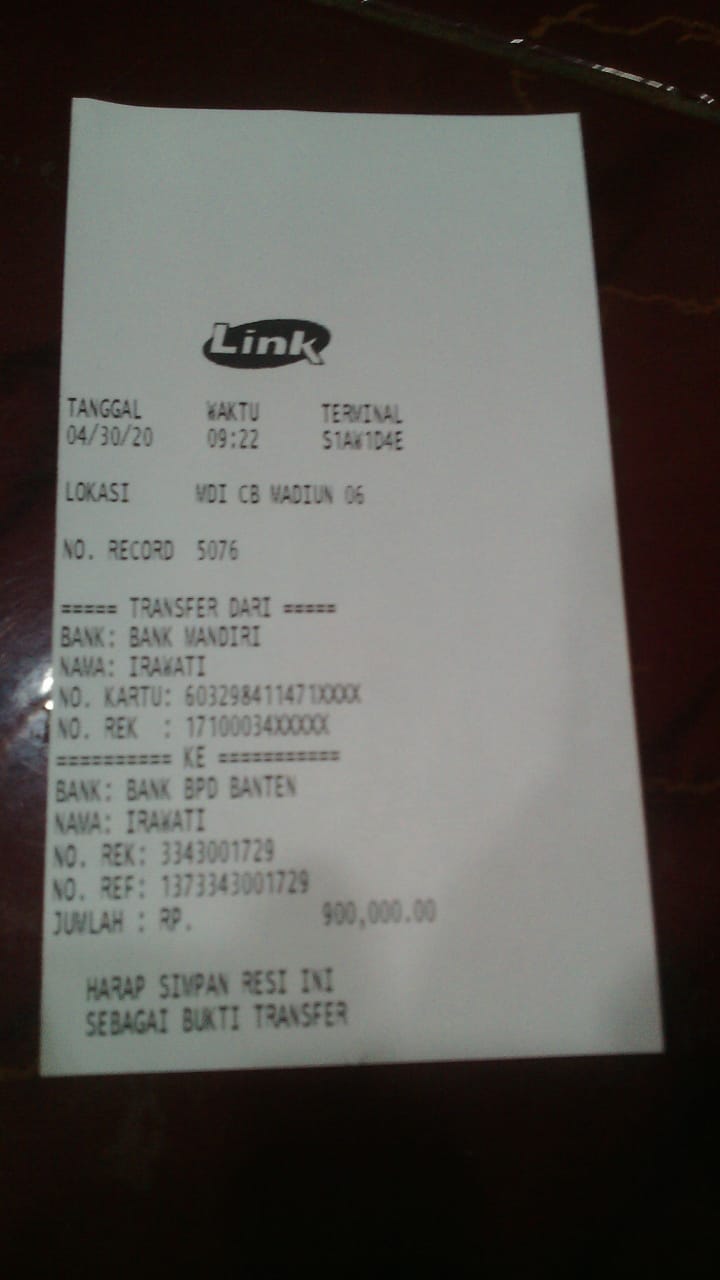 Link
TANGGAL WAKTU TERMINAL
04/30/20 09:22 S1AW1D4E
LOKASI MDI CB MADIUN 06
NO. RECORD 5076
===== TRANSFER DARI =====
BANK: BANK MANDIRI
NAMA: IRAWATI
NO. KARTU: 603298411471XXXX
NO. REK : 17100034XXXXX
========== KE ===========
BANK: BANK BPD BANTEN
NAMA: IRAWATI
NO. REK: 3343001729
NO. REF: 1373343001729
JUMLAH : RP. 900,000.00
HARAP SIMPAN RESI INI
SEBAGAI BUKTI TRANSFER